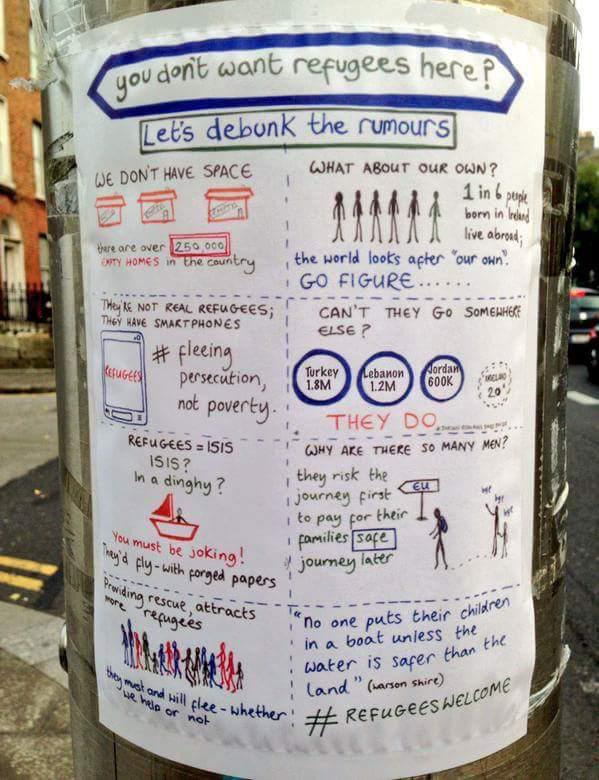 you don't want refugees here?
Let's debunk the rumours
WE DON'T HAVE SPACE
there are over 250,000
EMPTY HOMES in the country
WHAT ABOUT OUR OWN?
1 in 6 people
born in Ireland
live abroad;
the world looks after "our own".
GO FIGURE......
They're NOT REAL REFUGEES;
THEY HAVE SMARTPHONES
REFUGEES
# fleeing
persecution,
not poverty.
CAN'T THEY GO SOMEWHERE
ELSE?
Turkey
1.8M
Lebanon
1.2M
Jordan
600K
IRELAND
20*
THEY DO
REFUGEES = ISIS
ISIS?
In a dinghy?
You must be joking!
They'd fly-with forged papers
WHY ARE THERE SO MANY MEN?
they risk the
journey first
to pay for their
families safe
journey later
EU
bye
bye
bye
Providing rescue, attracts
more refugees
they must and will flee - whether
we help or not
"No one puts their children
in a boat unless the
water is safer than the
land" (warson shire)
# REFUGEES WELCOME